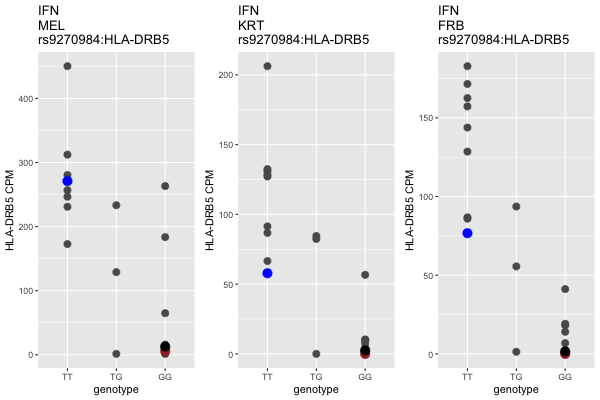 IFN
MEL
rs9270984:HLA-DRB5
HLA-DRB5 CPM
400
300
200
100
0
TT TG GG
genotype
IFN
KRT
rs9270984:HLA-DRB5
HLA-DRB5 CPM
200
150
100
50
0
TT TG GG
genotype
IFN
FRB
rs9270984:HLA-DRB5
HLA-DRB5 CPM
150
100
50
0
TT TG GG
genotype